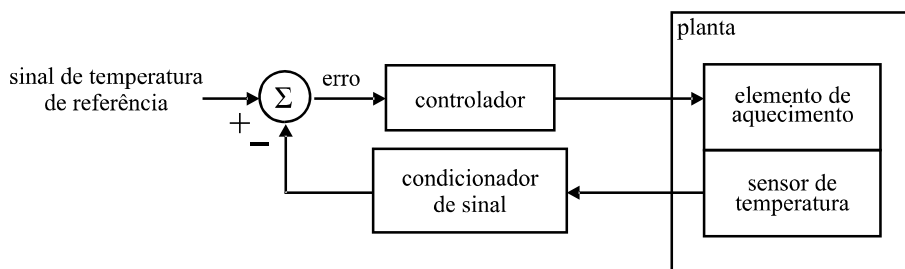 planta
sinal de temperatura
de referência
erro
Σ
+
−
controlador
elemento de
aquecimento
condicionador
de sinal
sensor de
temperatura